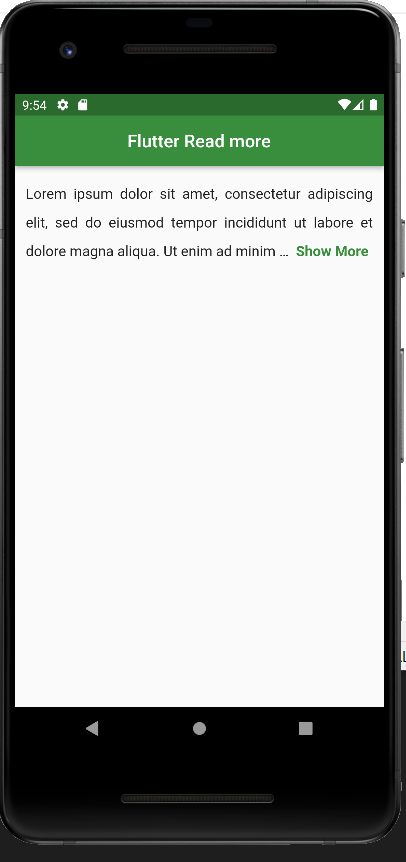 9:54
Flutter Read more
Lorem ipsum dolor sit amet, consectetur adipiscing
elit, sed do eiusmod tempor incididunt ut labore et
dolore magna aliqua. Ut enim ad minim ... Show More